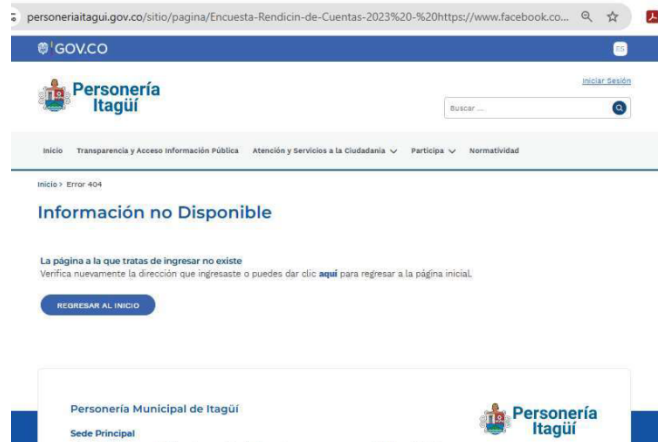 personeriaitagui.gov.co/sitio/pagina/Encuesta-Rendicin-de-Cuentas-2023%20-%20https://www.facebook.co...
GOV.CO
ES
Personería
Itagüí
Iniciar Sesión
Buscar ...
Inicio Transparencia y Acceso Información Pública Atención y Servicios a la Ciudadania Participa Normatividad
Inicio > Error 404
Información no Disponible
La página a la que tratas de ingresar no existe
Verifica nuevamente la dirección que ingresaste o puedes dar clic aquí para regresar a la página inicial.
REGRESAR AL INICIO
Personería Municipal de Itagüí
Sede Principal
Personería
Itagüí